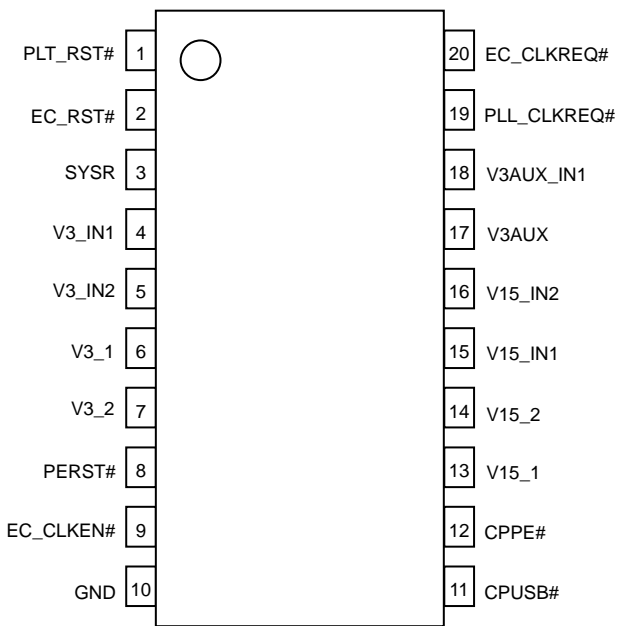 PLT_RST# 1 20 EC_CLKREQ#
EC_RST# 2 19 PLL_CLKREQ#
SYSR 3 18 V3AUX_IN1
V3_IN1 4 17 V3AUX
V3_IN2 5 16 V15_IN2
V3_1 6 15 V15_IN1
V3_2 7 14 V15_2
PERST# 8 13 V15_1
EC_CLKEN# 9 12 CPPE#
GND 10 11 CPUSB#